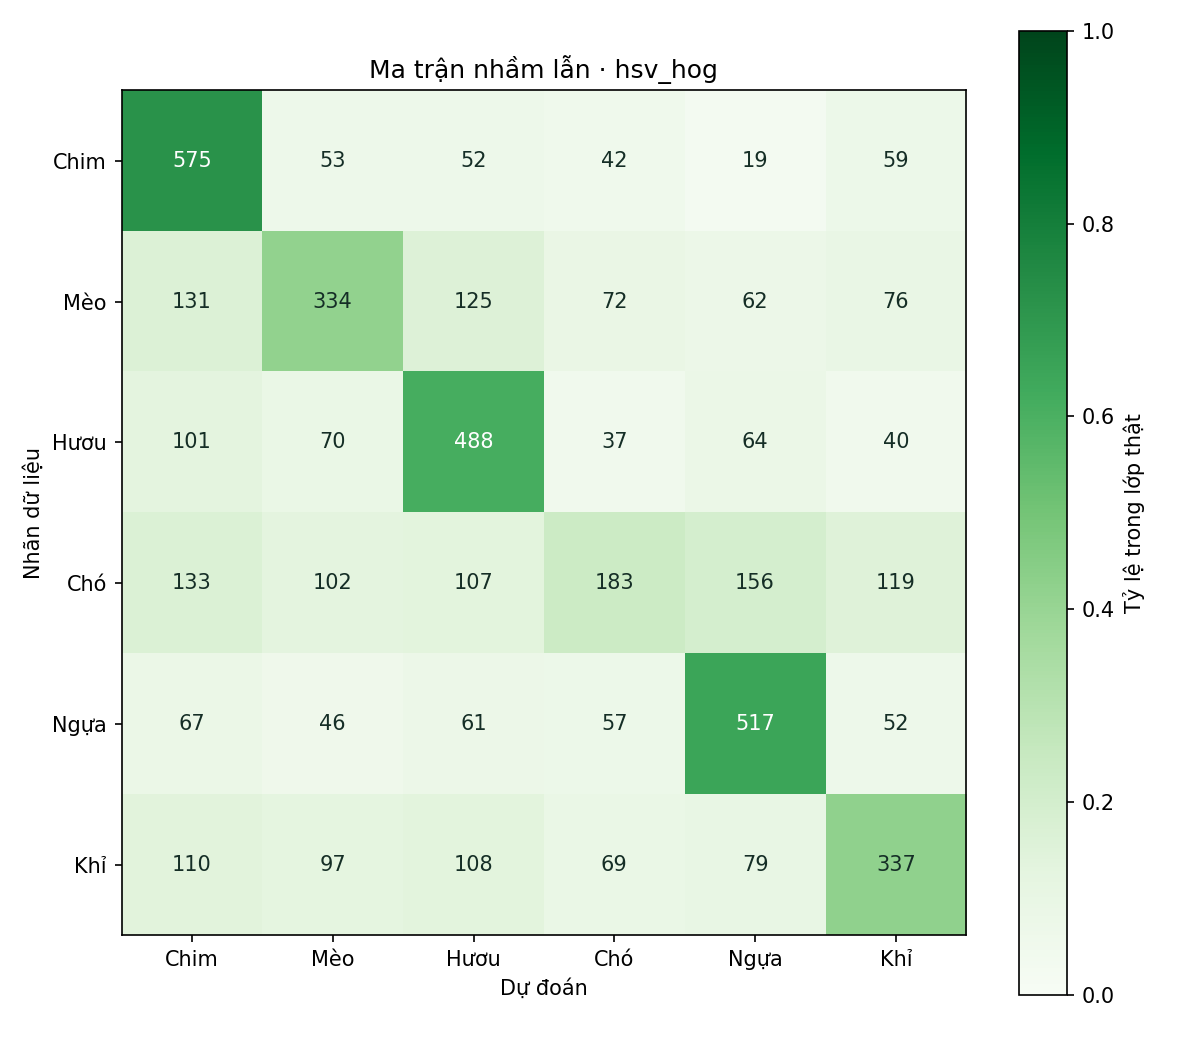 Ma trận nhầm lẫn · hsv_hog
Chim 575 53 52 42 19 59
Mèo 131 334 125 72 62 76
Hươu 101 70 488 37 64 40
Chó 133 102 107 183 156 119
Ngựa 67 46 61 57 517 52
Khỉ 110 97 108 69 79 337
Chim Mèo Hươu Chó Ngựa Khỉ
Dự đoán
Nhãn dữ liệu
1.0
0.8
0.6
0.4
0.2
0.0
Tỷ lệ trong lớp thật